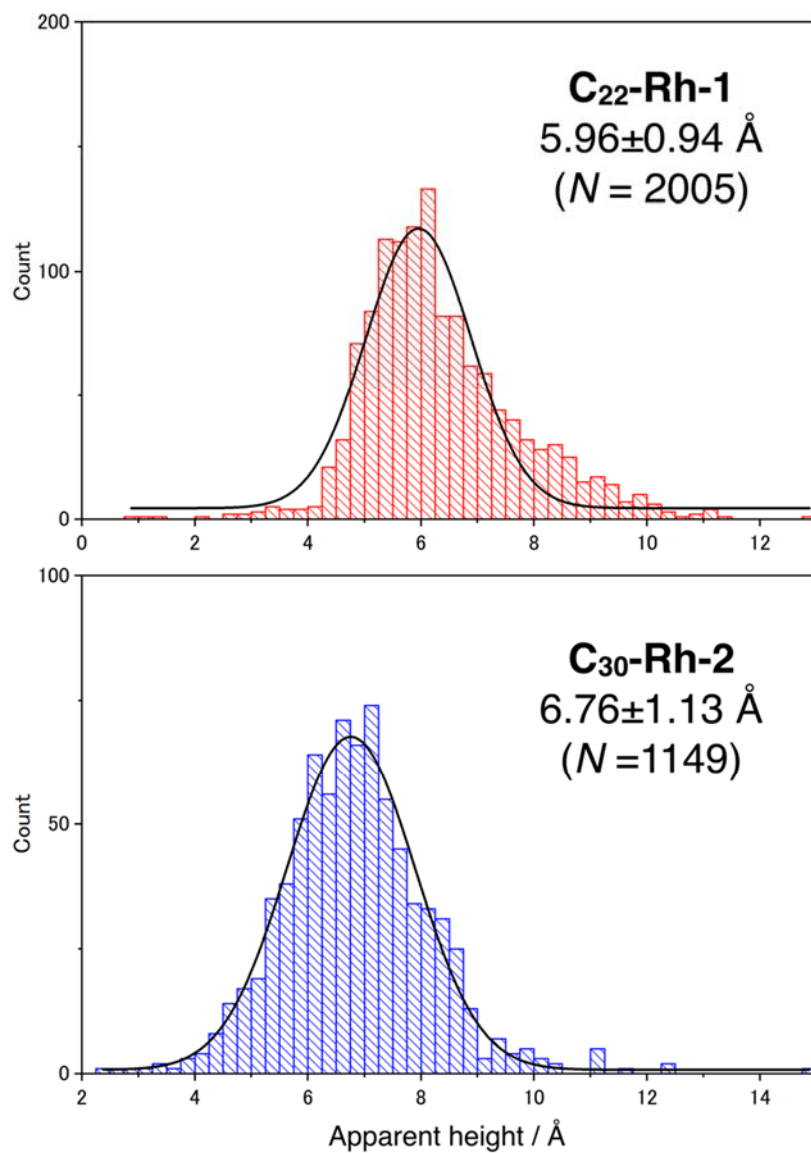 200
C₂₂-Rh-1
5.96±0.94 Å
(N = 2005)
Count
100
0
0 2 4 6 8 10 12
100
C₃₀-Rh-2
6.76±1.13 Å
(N =1149)
Count
50
0
2 4 6 8 10 12 14
Apparent height / Å